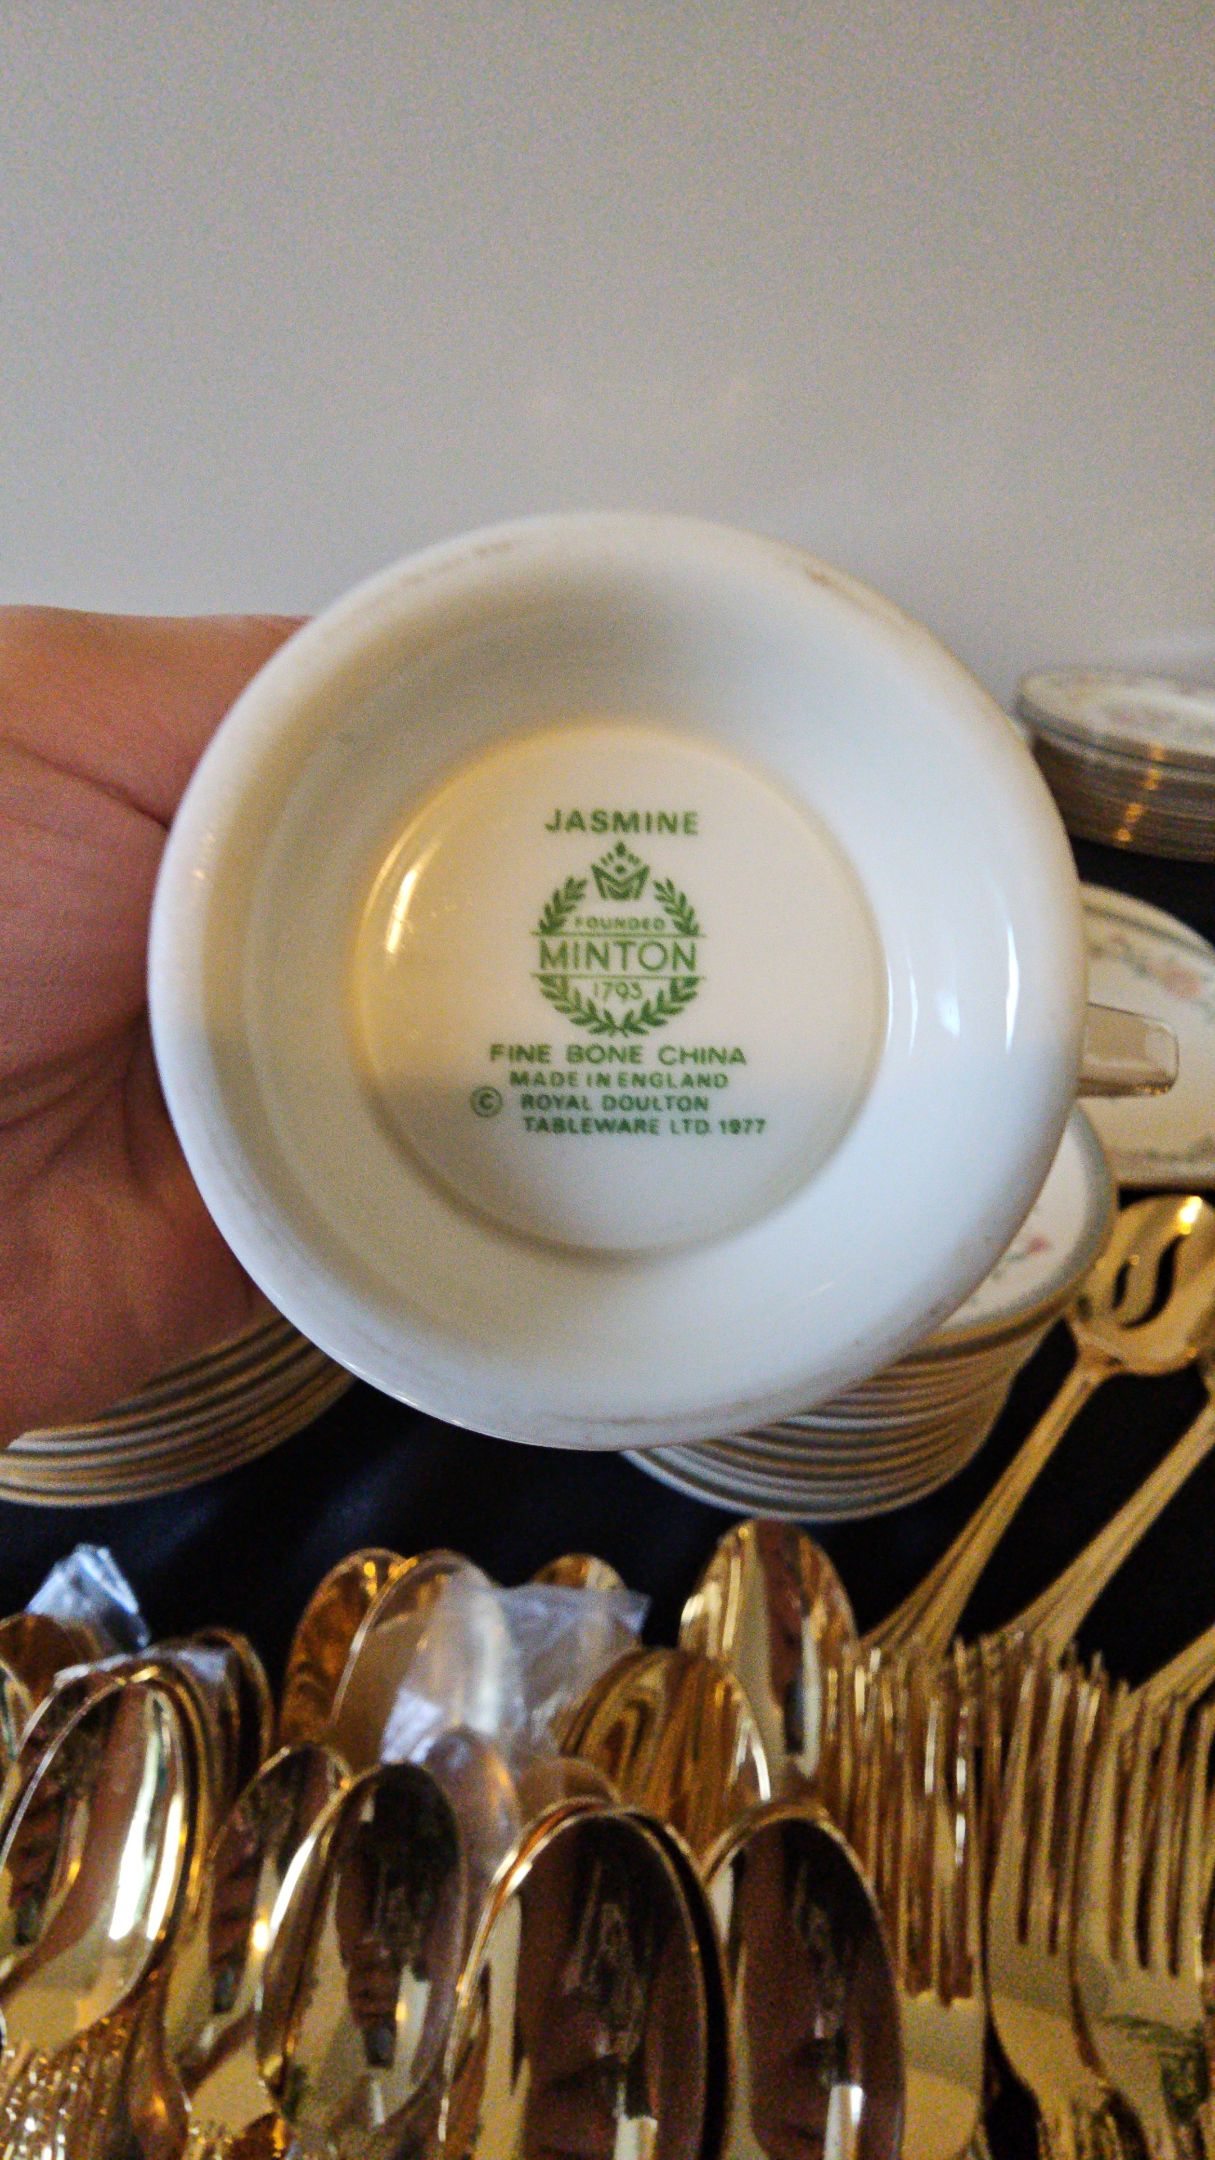 JASMINE
FOUNDED
MINTON
1793
FINE BONE CHINA
MADE IN ENGLAND
© ROYAL DOULTON
TABLEWARE LTD. 1977